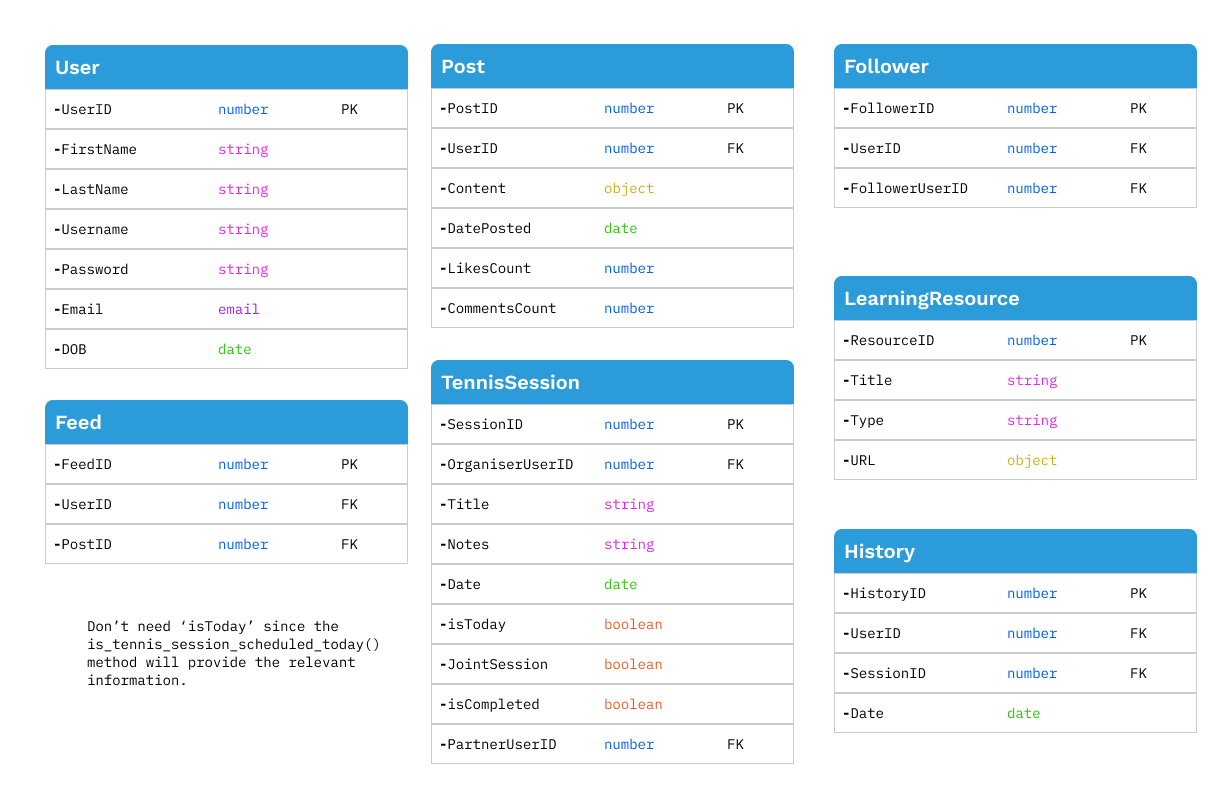 User
-UserID number PK
-FirstName string
-LastName string
-Username string
-Password string
-Email email
-DOB date
Feed
-FeedID number PK
-UserID number FK
-PostID number FK
Don’t need ‘isToday’ since the
is_tennis_session_scheduled_today()
method will provide the relevant
information.
Post
-PostID number PK
-UserID number FK
-Content object
-DatePosted date
-LikesCount number
-CommentsCount number
TennisSession
-SessionID number PK
-OrganiserUserID number FK
-Title string
-Notes string
-Date date
-isToday boolean
-JointSession boolean
-isCompleted boolean
-PartnerUserID number FK
Follower
-FollowerID number PK
-UserID number FK
-FollowerUserID number FK
LearningResource
-ResourceID number PK
-Title string
-Type string
-URL object
History
-HistoryID number PK
-UserID number FK
-SessionID number FK
-Date date